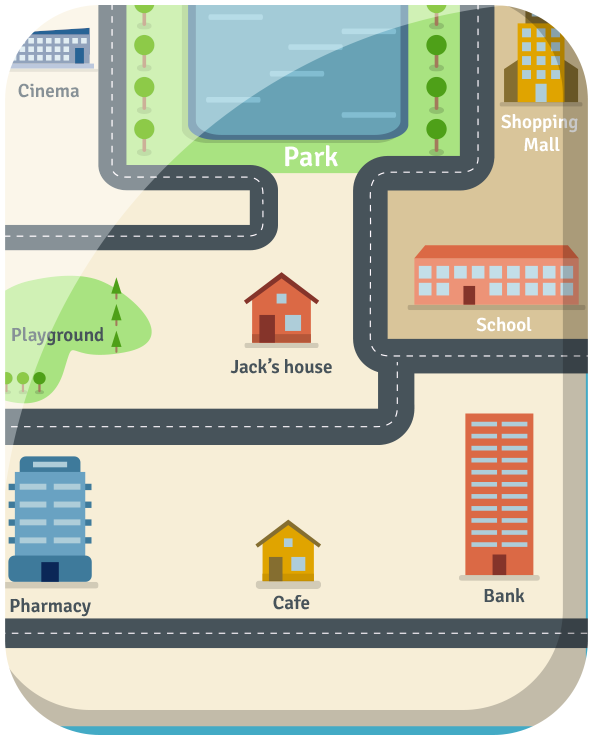 Cinema
Shopping
Mall
Park
School
Playground
Jack's house
Pharmacy
Cafe
Bank